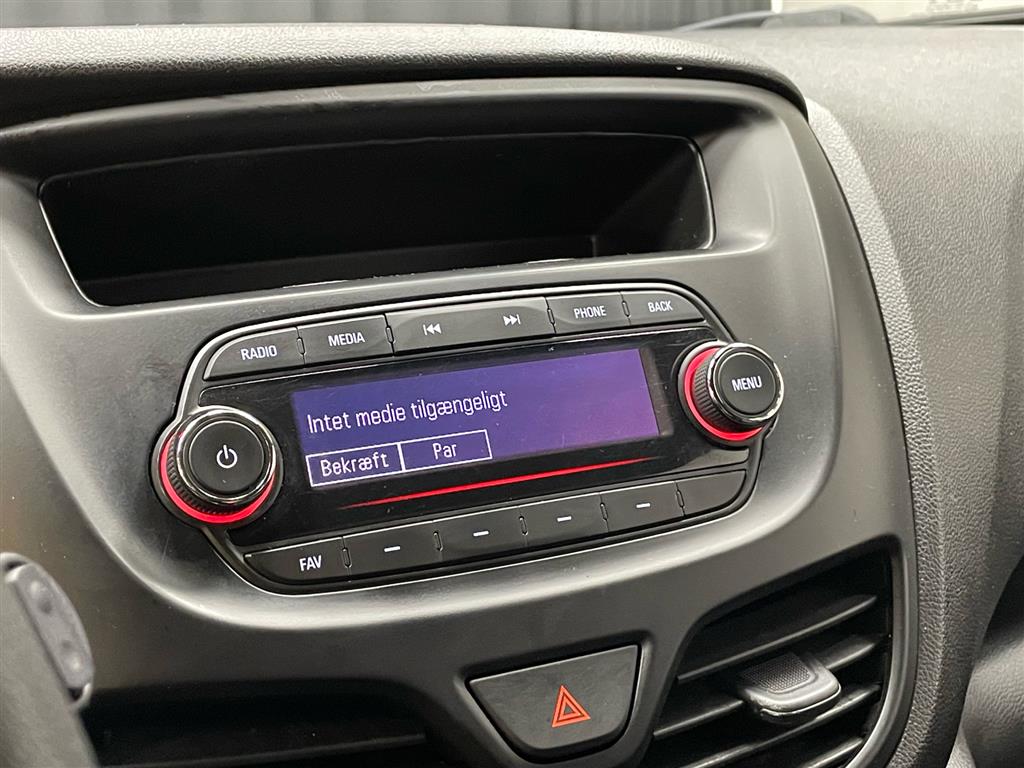 RADIO MEDIA PHONE BACK
MENU
Intet medie tilgængeligt
Bekræft Par
FAV